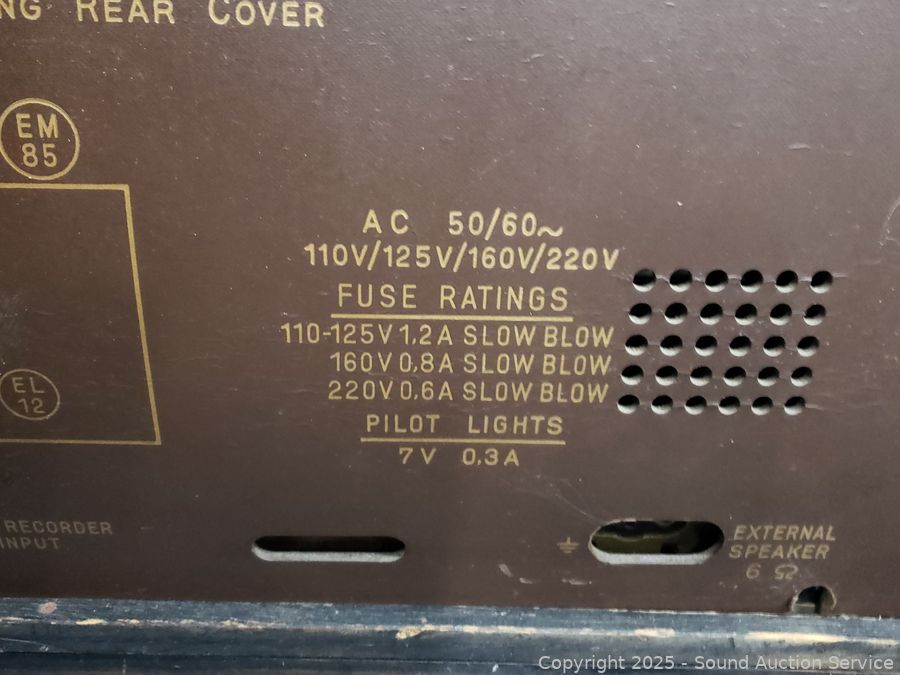 NG REAR COVER
EM
85
AC 50/60~
110V/125V/160V/220V
FUSE RATINGS
110-125V 1,2A SLOW BLOW
160V 0,8A SLOW BLOW
220V 0,6A SLOW BLOW
EL
12
PILOT LIGHTS
7V 0,3A
RECORDER
INPUT
EXTERNAL
SPEAKER
6 Ω
Copyright © 2025 - Sound Auction Service